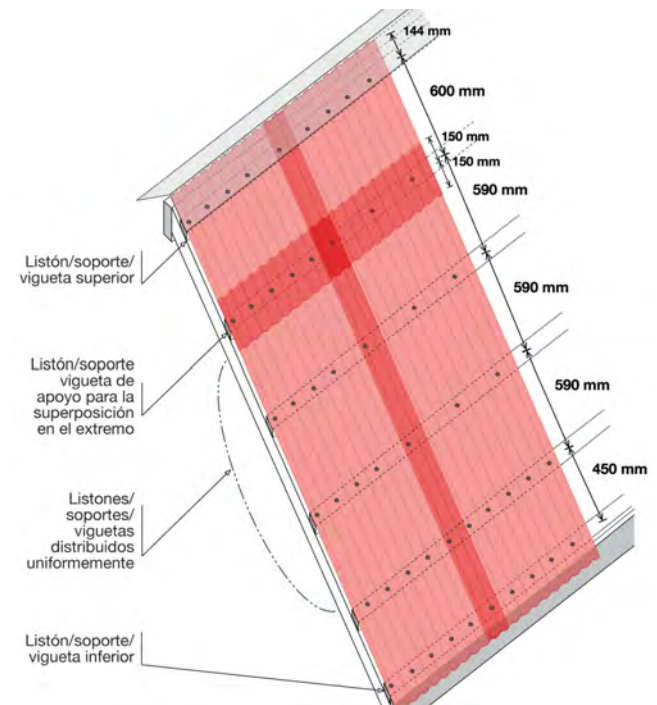 144 mm
600 mm
150 mm
150 mm
590 mm
590 mm
590 mm
450 mm
Listón/soporte/
vigueta superior
Listón/soporte
vigueta de
apoyo para la
superposición
en el extremo
Listones/
soportes/
viguetas
distribuidos
uniformemente
Listón/soporte/
vigueta inferior